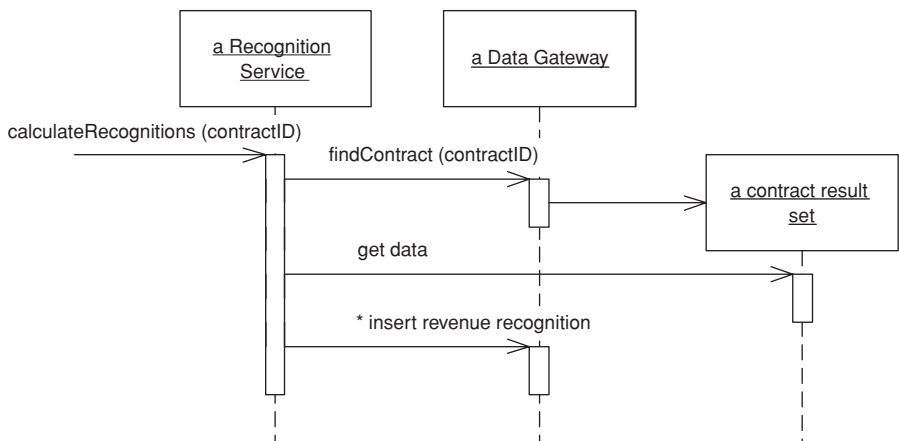 a Recognition
Service
a Data Gateway
calculateRecognitions (contractID)
findContract (contractID)
a contract result
set
get data
* insert revenue recognition